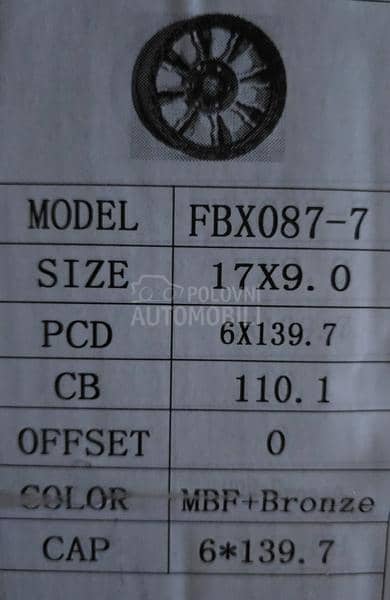 MODEL FBX087-7
SIZE 17X9.0
POLOVNI
AUTOMOBILI
PCD 6X139.7
CB 110.1
OFFSET 0
COLOR MBF+Bronze
CAP 6*139.7